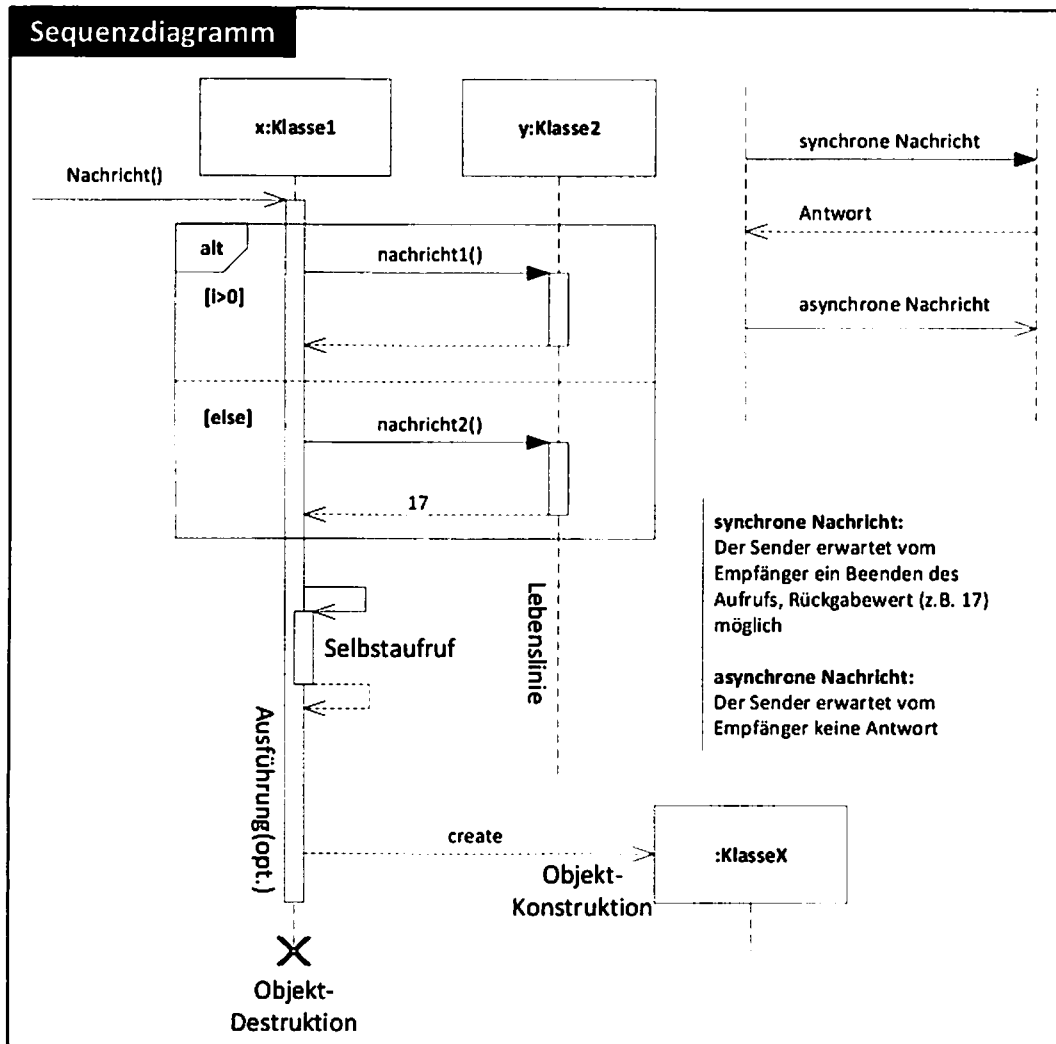 Sequenzdiagramm
x:Klasse1
y:Klasse2
synchrone Nachricht
Nachricht()
Antwort
alt
nachricht1()
[i>0]
asynchrone Nachricht
[else]
nachricht2()
17
synchrone Nachricht:
Der Sender erwartet vom
Empfänger ein Beenden des
Aufrufs, Rückgabewert (z.B. 17)
möglich
Lebenslinie
Selbstaufruf
asynchrone Nachricht:
Der Sender erwartet vom
Empfänger keine Antwort
Ausführung(opt.)
create
:KlasseX
Objekt-
Konstruktion
Objekt-
Destruktion